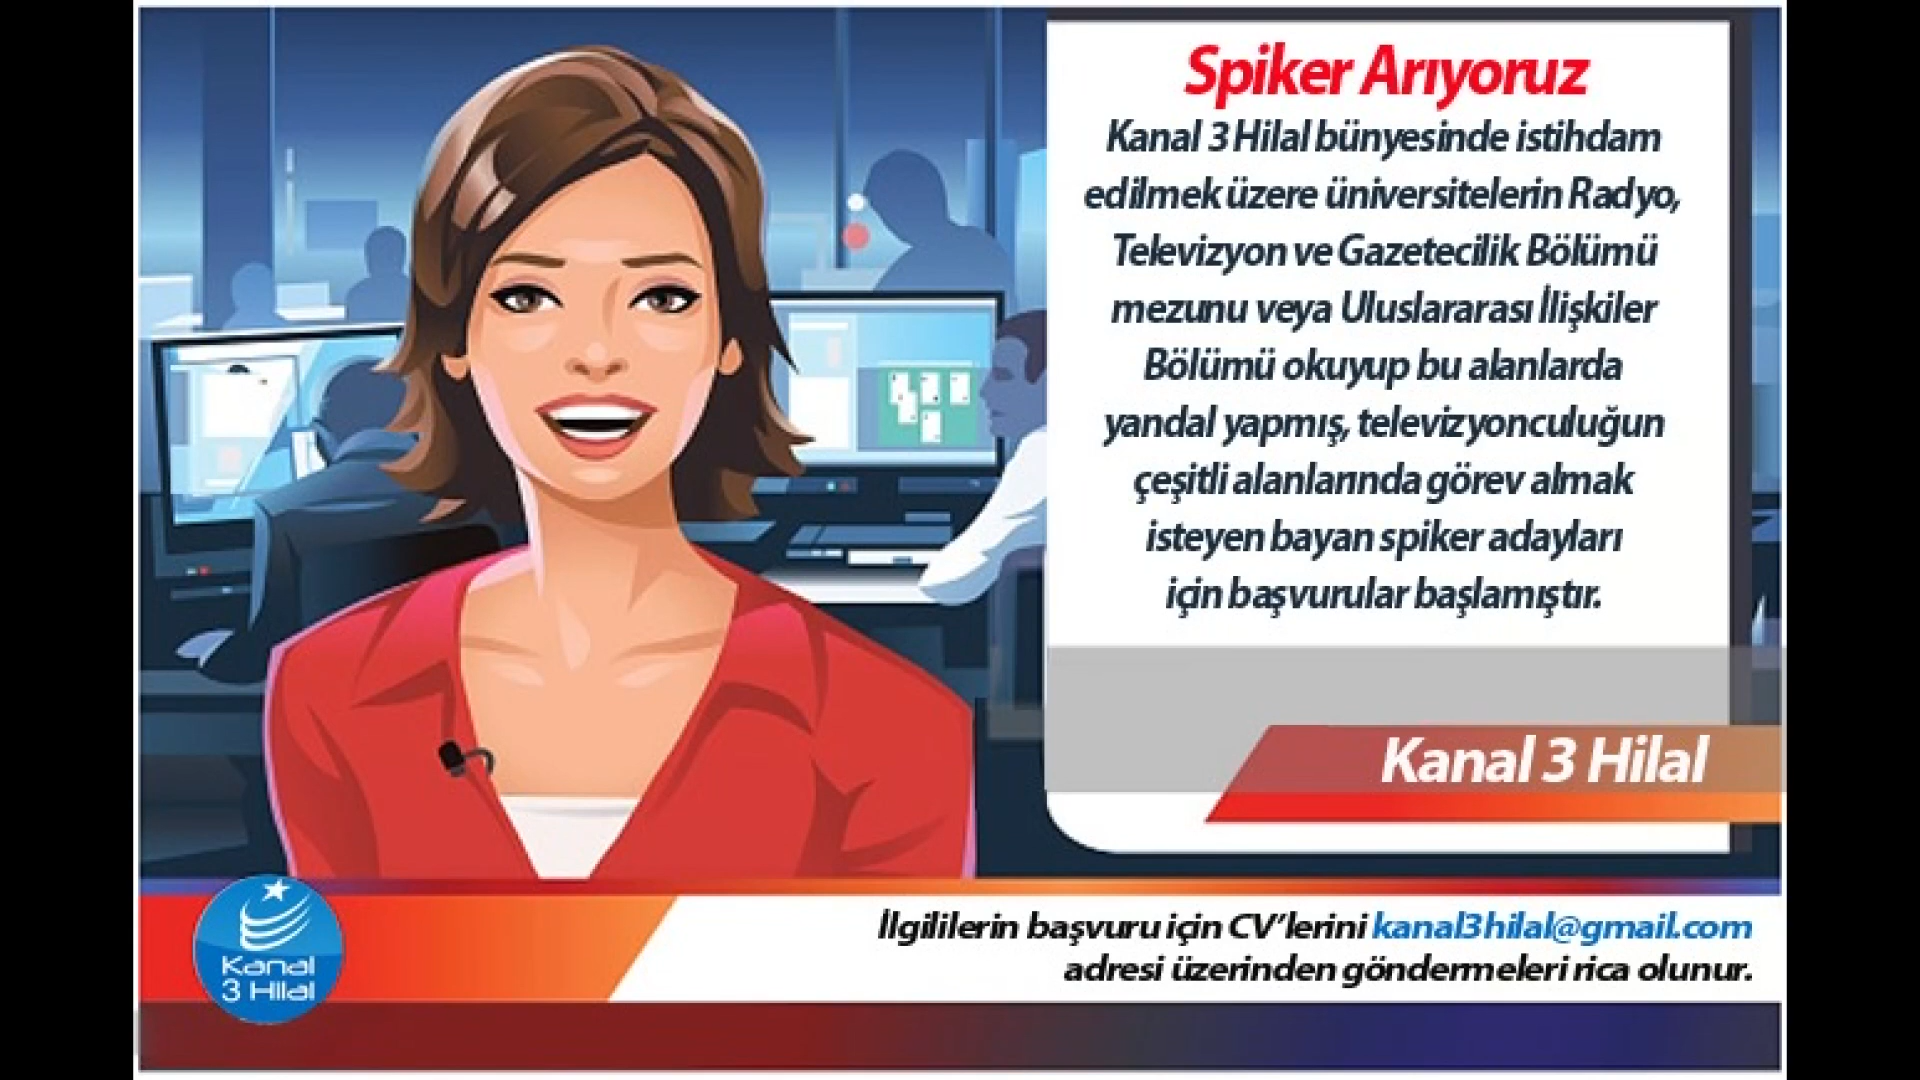 Spiker Arıyoruz
Kanal 3 Hilal bünyesinde istihdam
edilmek üzere üniversitelerin Radyo,
Televizyon ve Gazetecilik Bölümü
mezunu veya Uluslararası İlişkiler
Bölümü okuyup bu alanlarda
yandal yapmış, televizyonculuğun
çeşitli alanlarında görev almak
isteyen bayan spiker adayları
için başvurular başlamıştır.
Kanal 3 Hilal
İlgililerin başvuru için CV'lerini kanal3hilal@gmail.com
adresi üzerinden göndermeleri rica olunur.
Kanal
3 Hilal